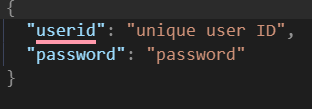 {
"userid": "unique user ID",
"password": "password"
}